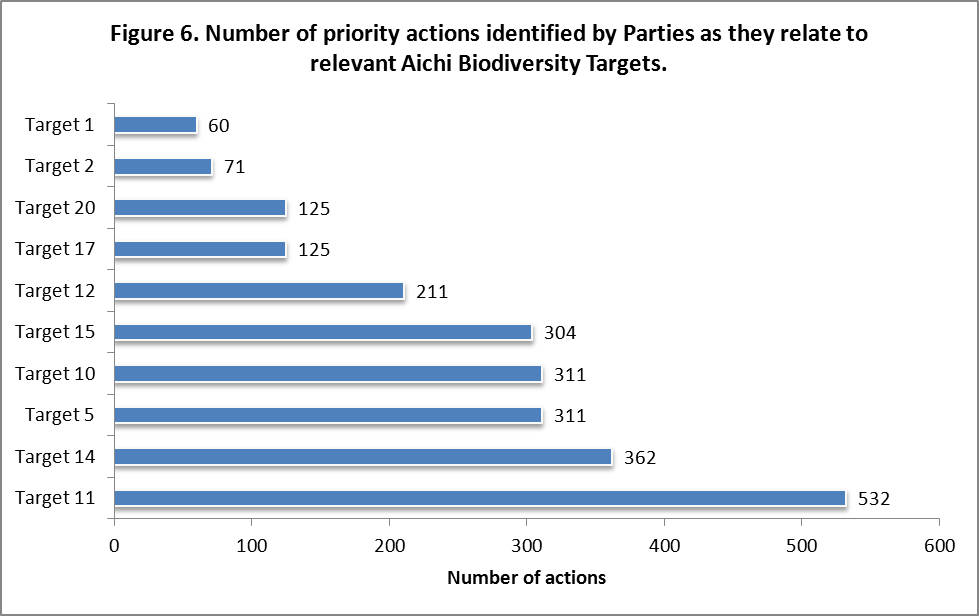 Figure 6. Number of priority actions identified by Parties as they relate to
relevant Aichi Biodiversity Targets.
Target 1 60
Target 2 71
Target 20 125
Target 17 125
Target 12 211
Target 15 304
Target 10 311
Target 5 311
Target 14 362
Target 11 532
0 100 200 300 400 500 600
Number of actions